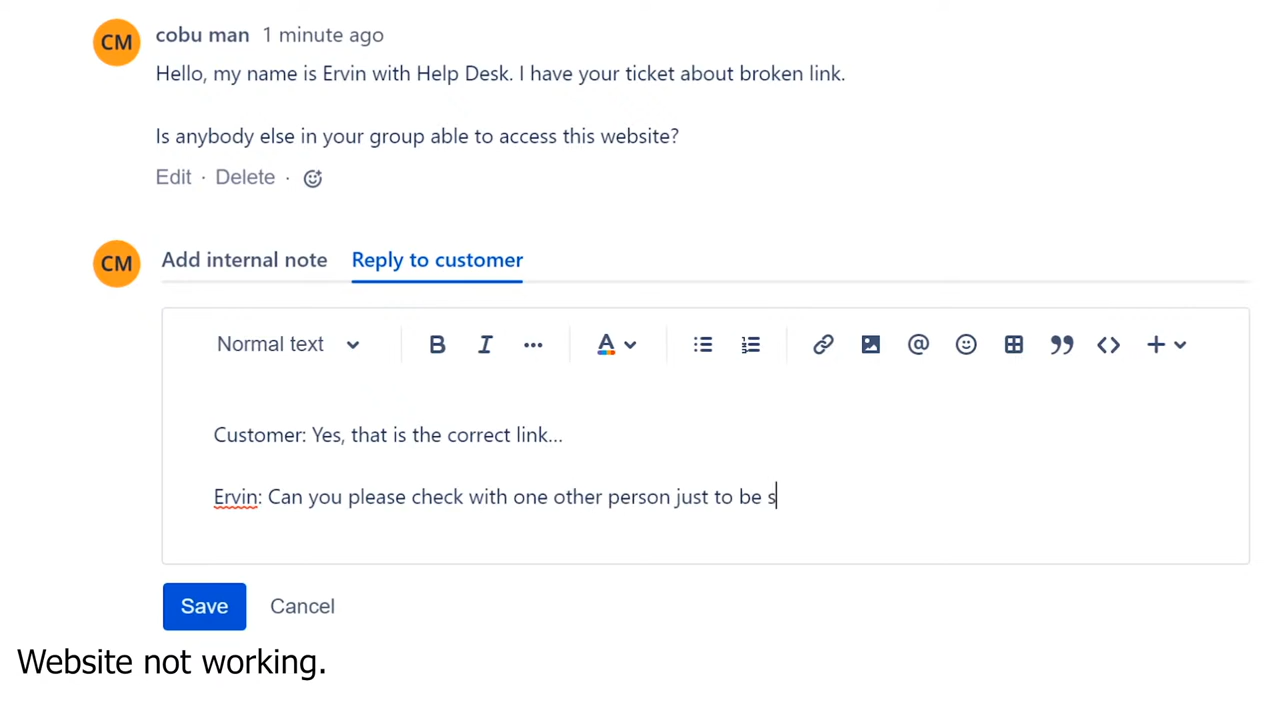 CM cobu man 1 minute ago
Hello, my name is Ervin with Help Desk. I have your ticket about broken link.
Is anybody else in your group able to access this website?
Edit · Delete ·
CM Add internal note Reply to customer
Normal text B I ... A @
Customer: Yes, that is the correct link...
Ervin: Can you please check with one other person just to be s
Save Cancel
Website not working.